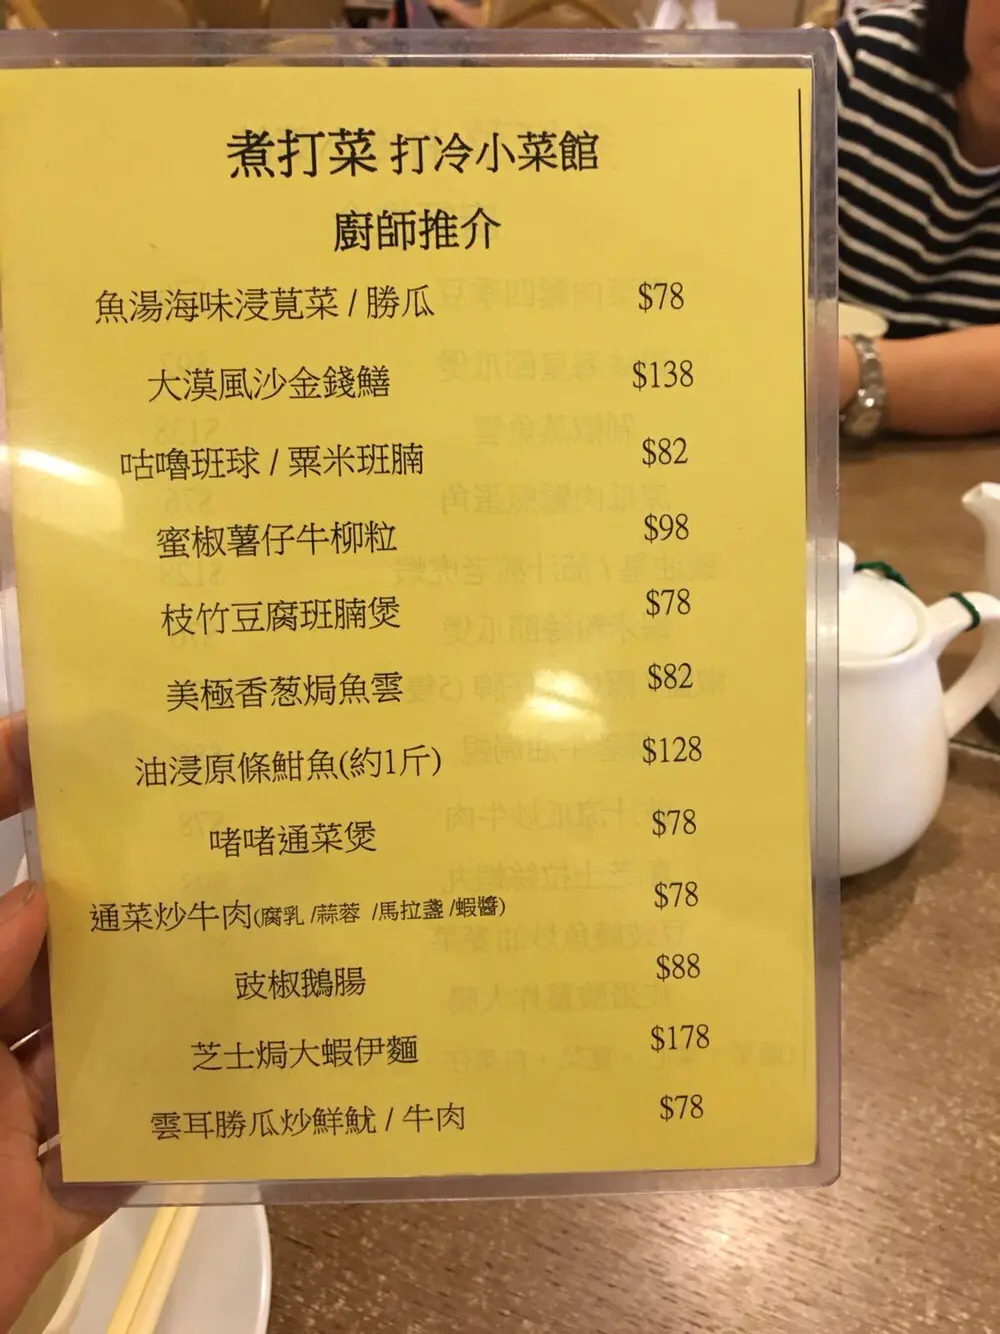 煮打菜 打冷小菜館
廚師推介
魚湯海味浸莧菜 / 勝瓜 $78
大漠風沙金錢鱔 $138
咕嚕班球 / 粟米班腩 $82
蜜椒薯仔牛柳粒 $98
枝竹豆腐班腩煲 $78
美極香葱焗魚雲 $82
油浸原條魽魚(約1斤) $128
啫啫通菜煲 $78
通菜炒牛肉(腐乳 /蒜蓉 /馬拉盞 /蝦醬) $78
豉椒鵝腸 $88
芝士焗大蝦伊麵 $178
雲耳勝瓜炒鮮魷 / 牛肉 $78